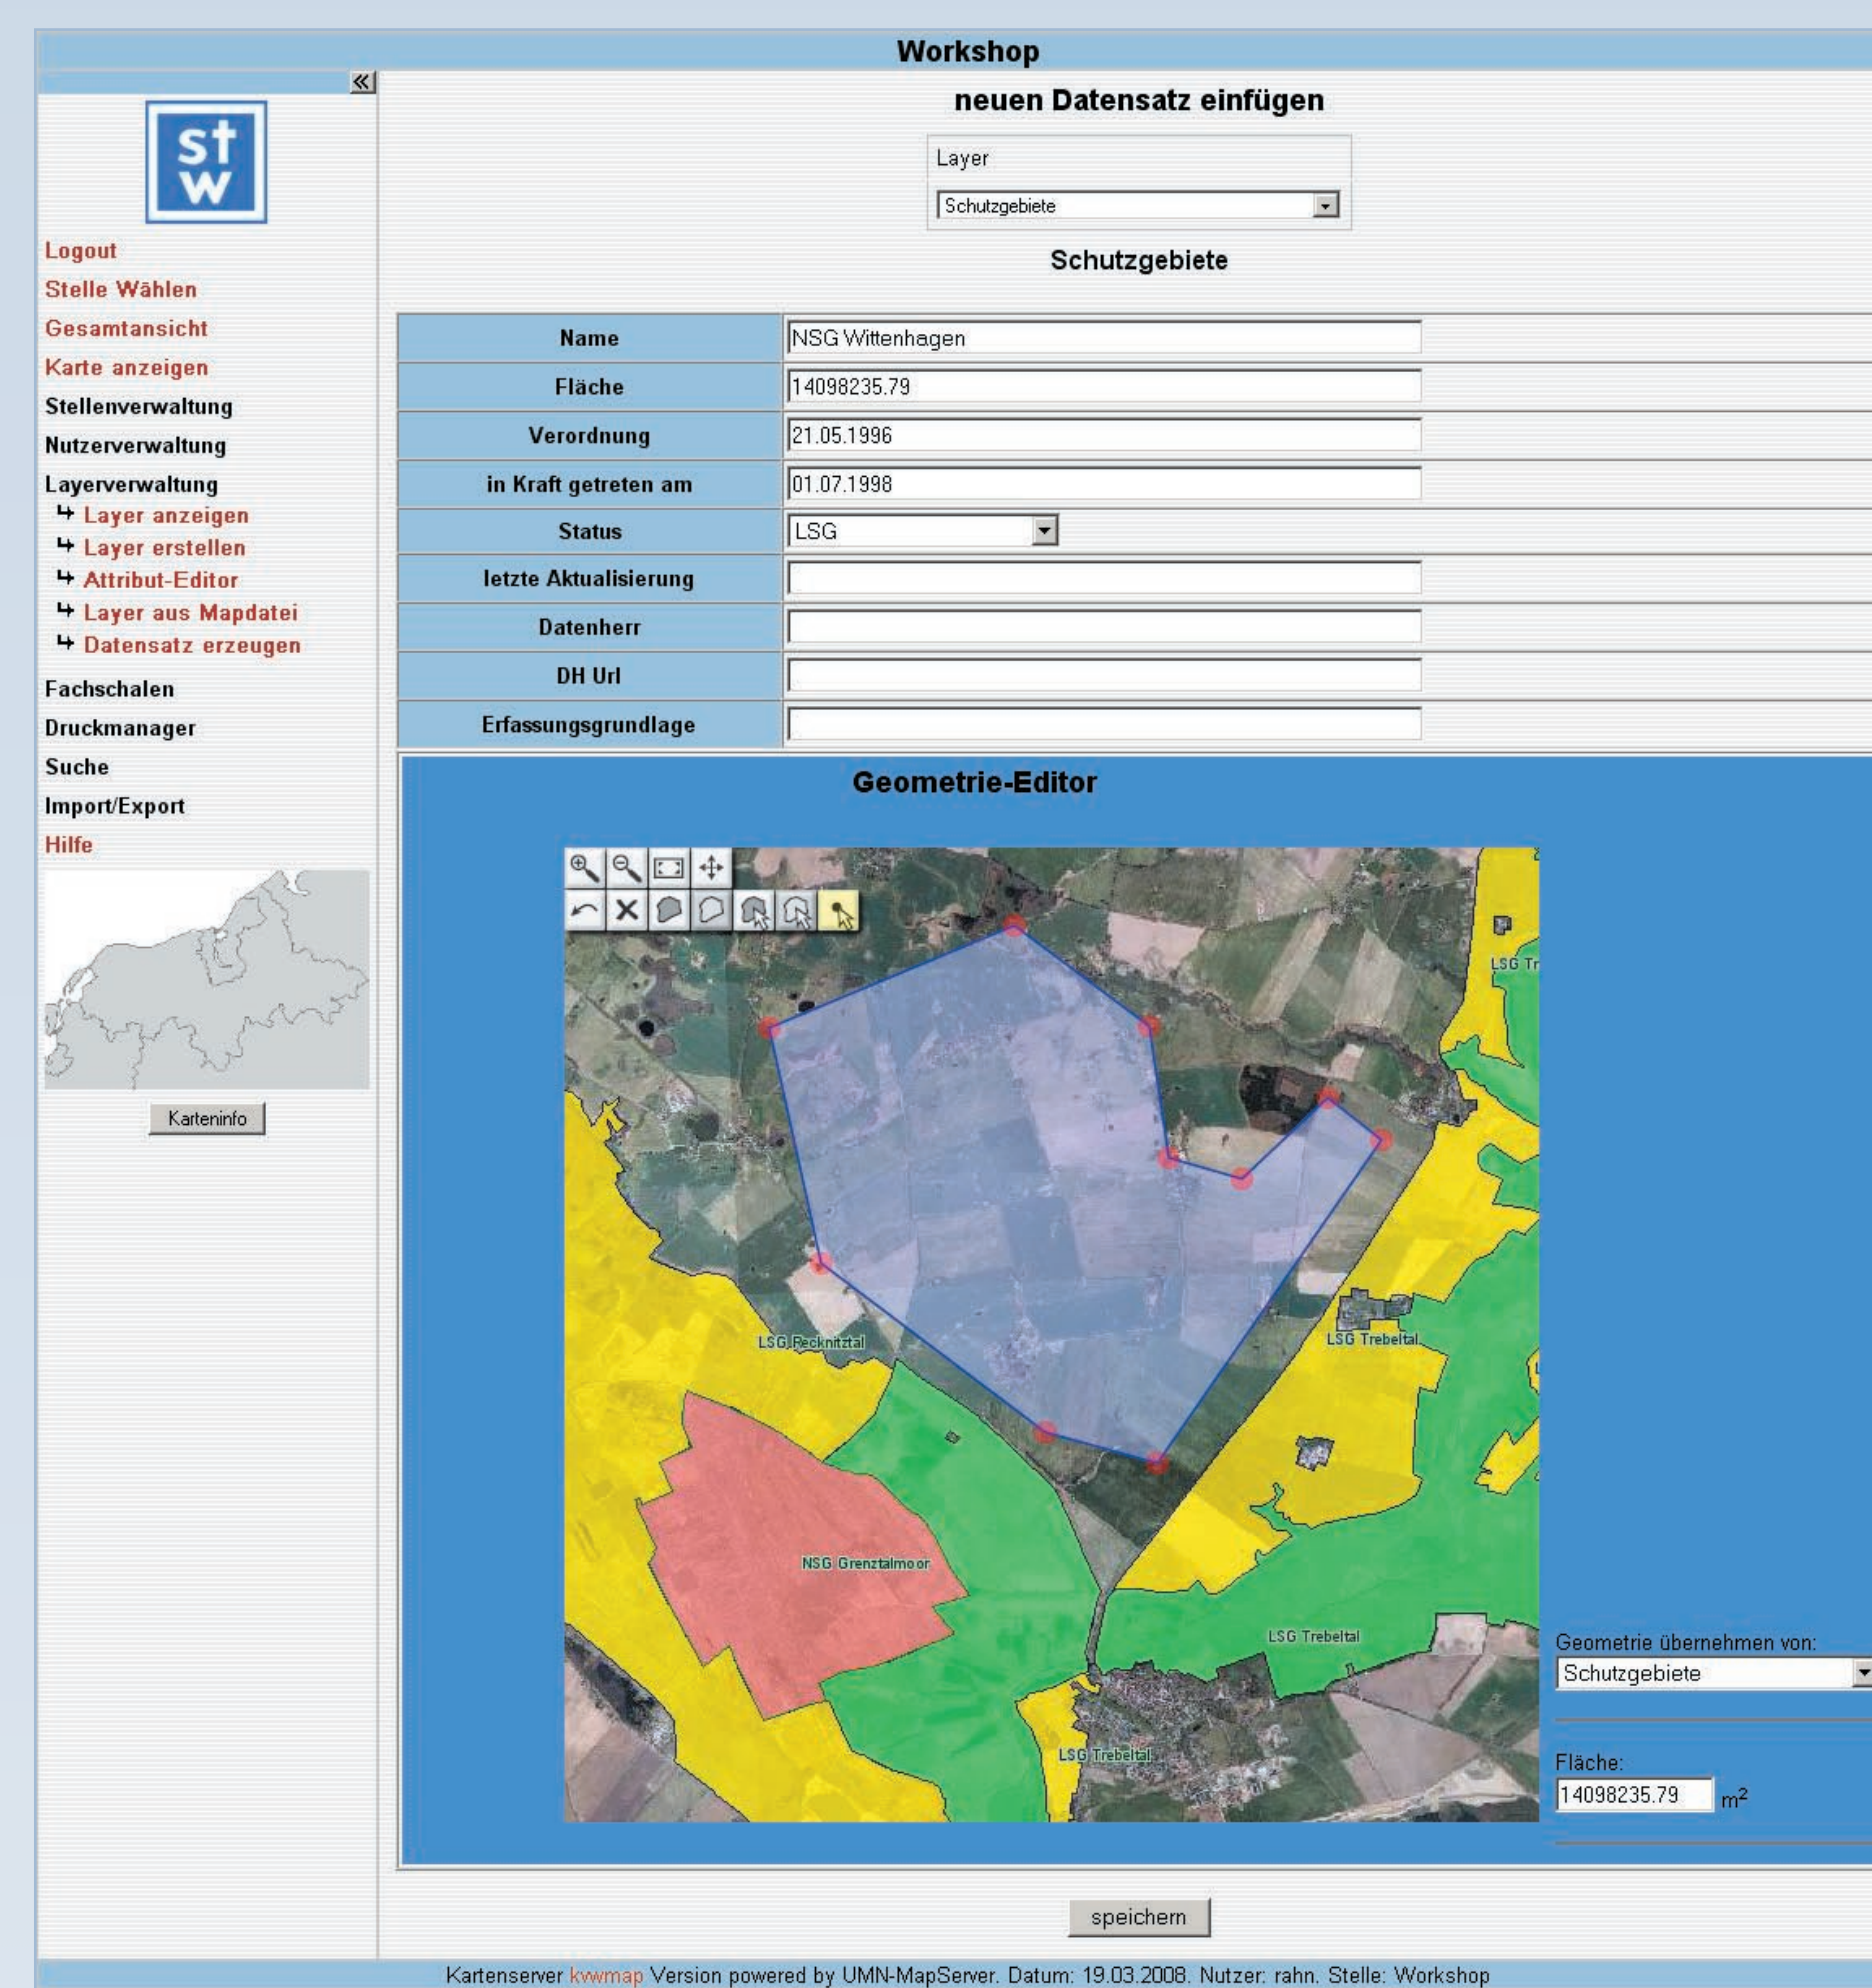 Workshop
«
st
w
Logout
Stelle Wählen
Gesamtansicht
Karte anzeigen
Stellenverwaltung
Nutzerverwaltung
Layerverwaltung
Layer anzeigen
Layer erstellen
Attribut-Editor
Layer aus Mapdatei
Datensatz erzeugen
Fachschalen
Druckmanager
Suche
Import/Export
Hilfe
Karteninfo
neuen Datensatz einfügen
Layer
Schutzgebiete
Schutzgebiete
Name NSG Wittenhagen
Fläche 14098235.79
Verordnung 21.05.1996
in Kraft getreten am 01.07.1998
Status LSG
letzte Aktualisierung
Datenherr
DH Url
Erfassungsgrundlage
Geometrie-Editor
LSG Tr
LSG Recknitztal
LSG Trebeltal
NSG Grenztalmoor
LSG Trebeltal
LSG Trebeltal
Geometrie übernehmen von:
Schutzgebiete
Fläche:
14098235.79 m²
speichern
Kartenserver kvwmap Version powered by UMN-MapServer. Datum: 19.03.2008. Nutzer: rahn. Stelle: Workshop